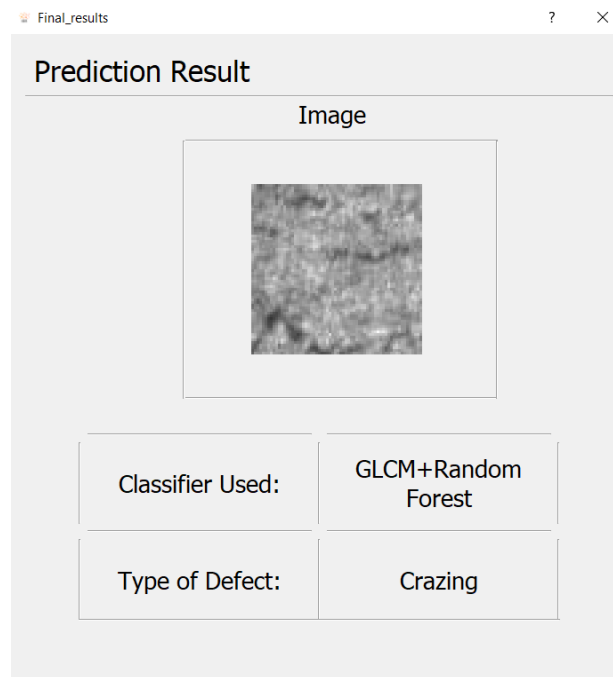 Final_results
?
Prediction Result
Image
Classifier Used:
GLCM+Random
Forest
Type of Defect:
Crazing